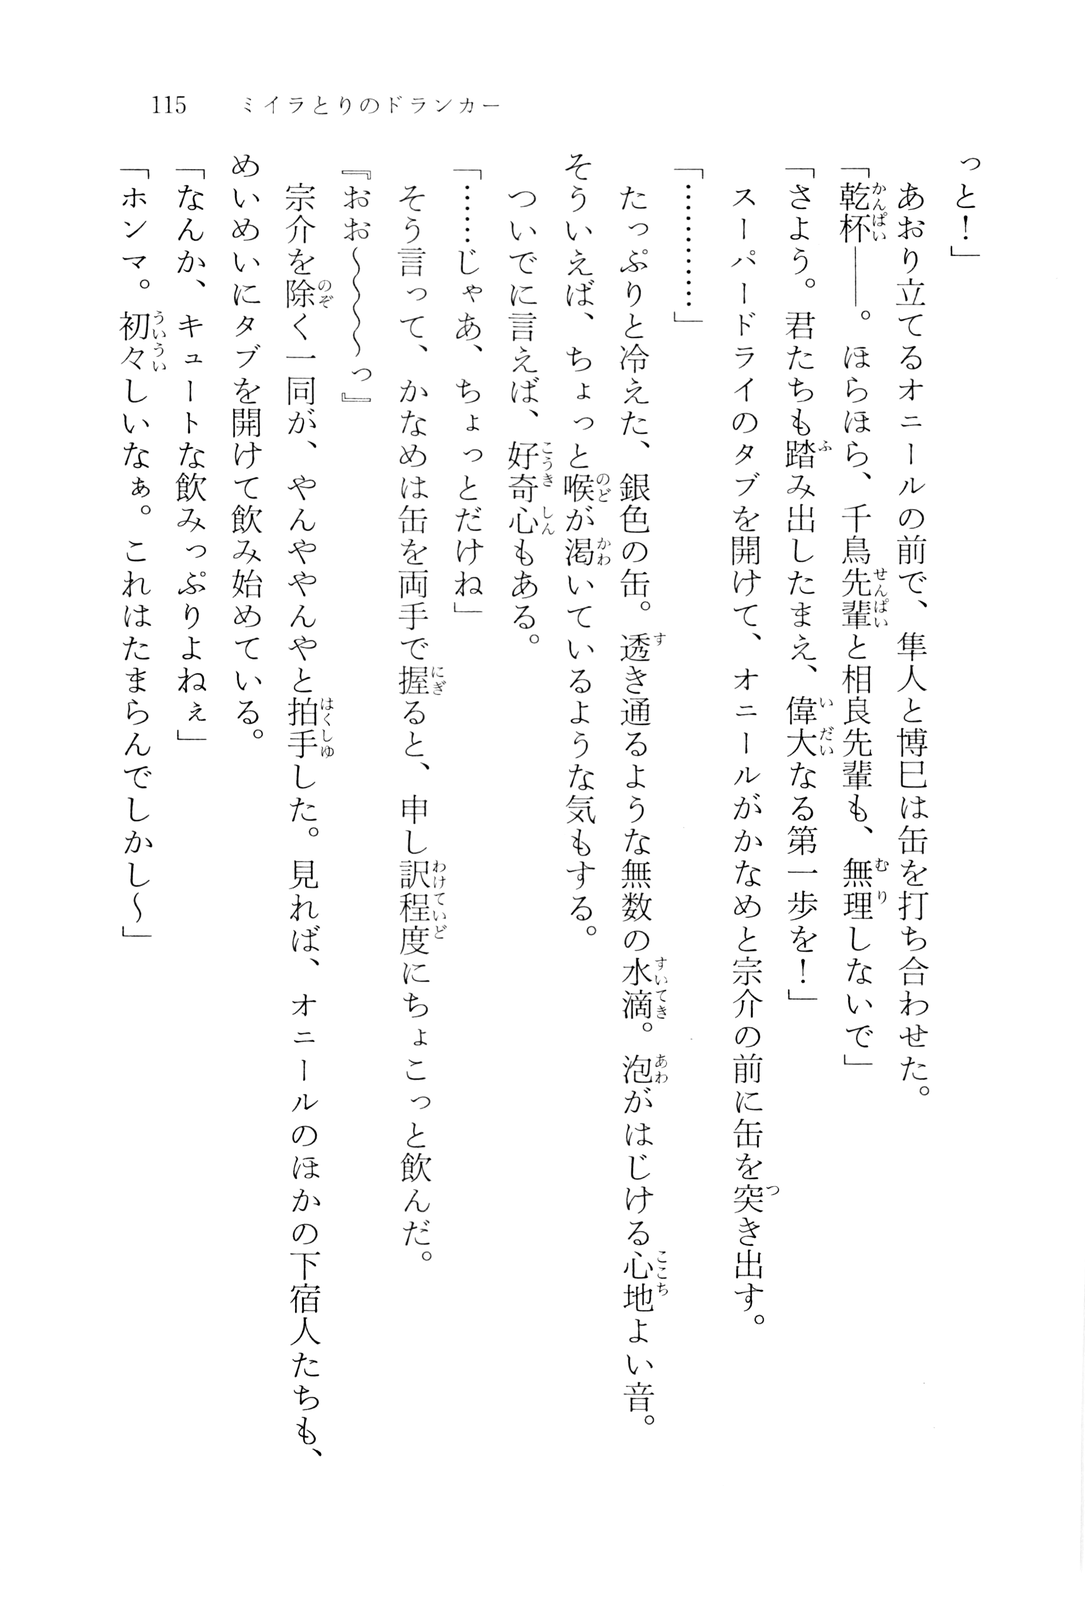 115　ミイラとりのドランカー
っと！」
　あおり立てるオニールの前で、隼人と博巳は缶を打ち合わせた。
「乾杯――。ほらほら、千鳥先輩と相良先輩も、無理しないで」
「さよう。君たちも踏み出したまえ、偉大なる第一歩を！」
　スーパードライのタブを開けて、オニールがかなめと宗介の前に缶を突き出す。
「…………」
　たっぷりと冷えた、銀色の缶。透き通るような無数の水滴。泡がはじける心地よい音。
そういえば、ちょっと喉が渇いているような気もする。
　ついでに言えば、好奇心もある。
「……じゃあ、ちょっとだけね」
　そう言って、かなめは缶を両手で握ると、申し訳程度にちょこっと飲んだ。
『おお～～～～っ』
　宗介を除く一同が、やんややんやと拍手した。見れば、オニールのほかの下宿人たちも、
めいめいにタブを開けて飲み始めている。
「なんか、キュートな飲みっぷりよねぇ」
「ホンマ。初々しいなぁ。これはたまらんでしかし～」